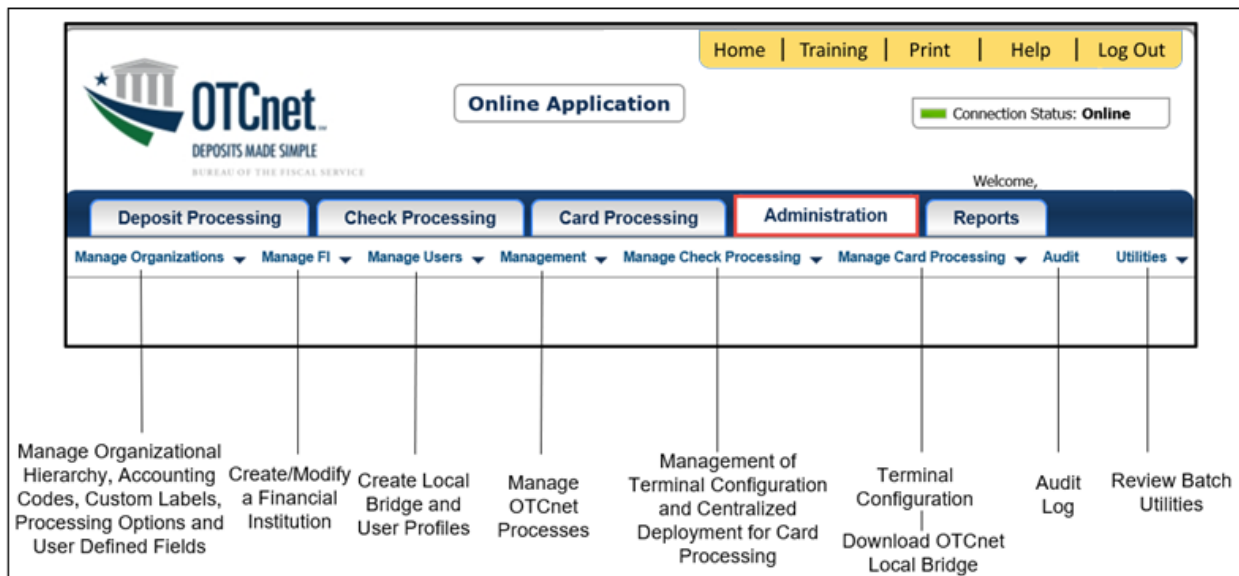 Home | Training | Print | Help | Log Out
OTCnet™
DEPOSITS MADE SIMPLE
BUREAU OF THE FISCAL SERVICE
Online Application
Connection Status: Online
Welcome,
Deposit Processing Check Processing Card Processing Administration Reports
Manage Organizations Manage FI Manage Users Management Manage Check Processing Manage Card Processing Audit Utilities
Manage Organizational
Hierarchy, Accounting
Codes, Custom Labels,
Processing Options and
User Defined Fields
Create/Modify
a Financial
Institution
Create Local
Bridge and
User Profiles
Manage
OTCnet
Processes
Management of
Terminal Configuration
and Centralized
Deployment for Card
Processing
Terminal
Configuration
Download OTCnet
Local Bridge
Audit
Log
Review Batch
Utilities